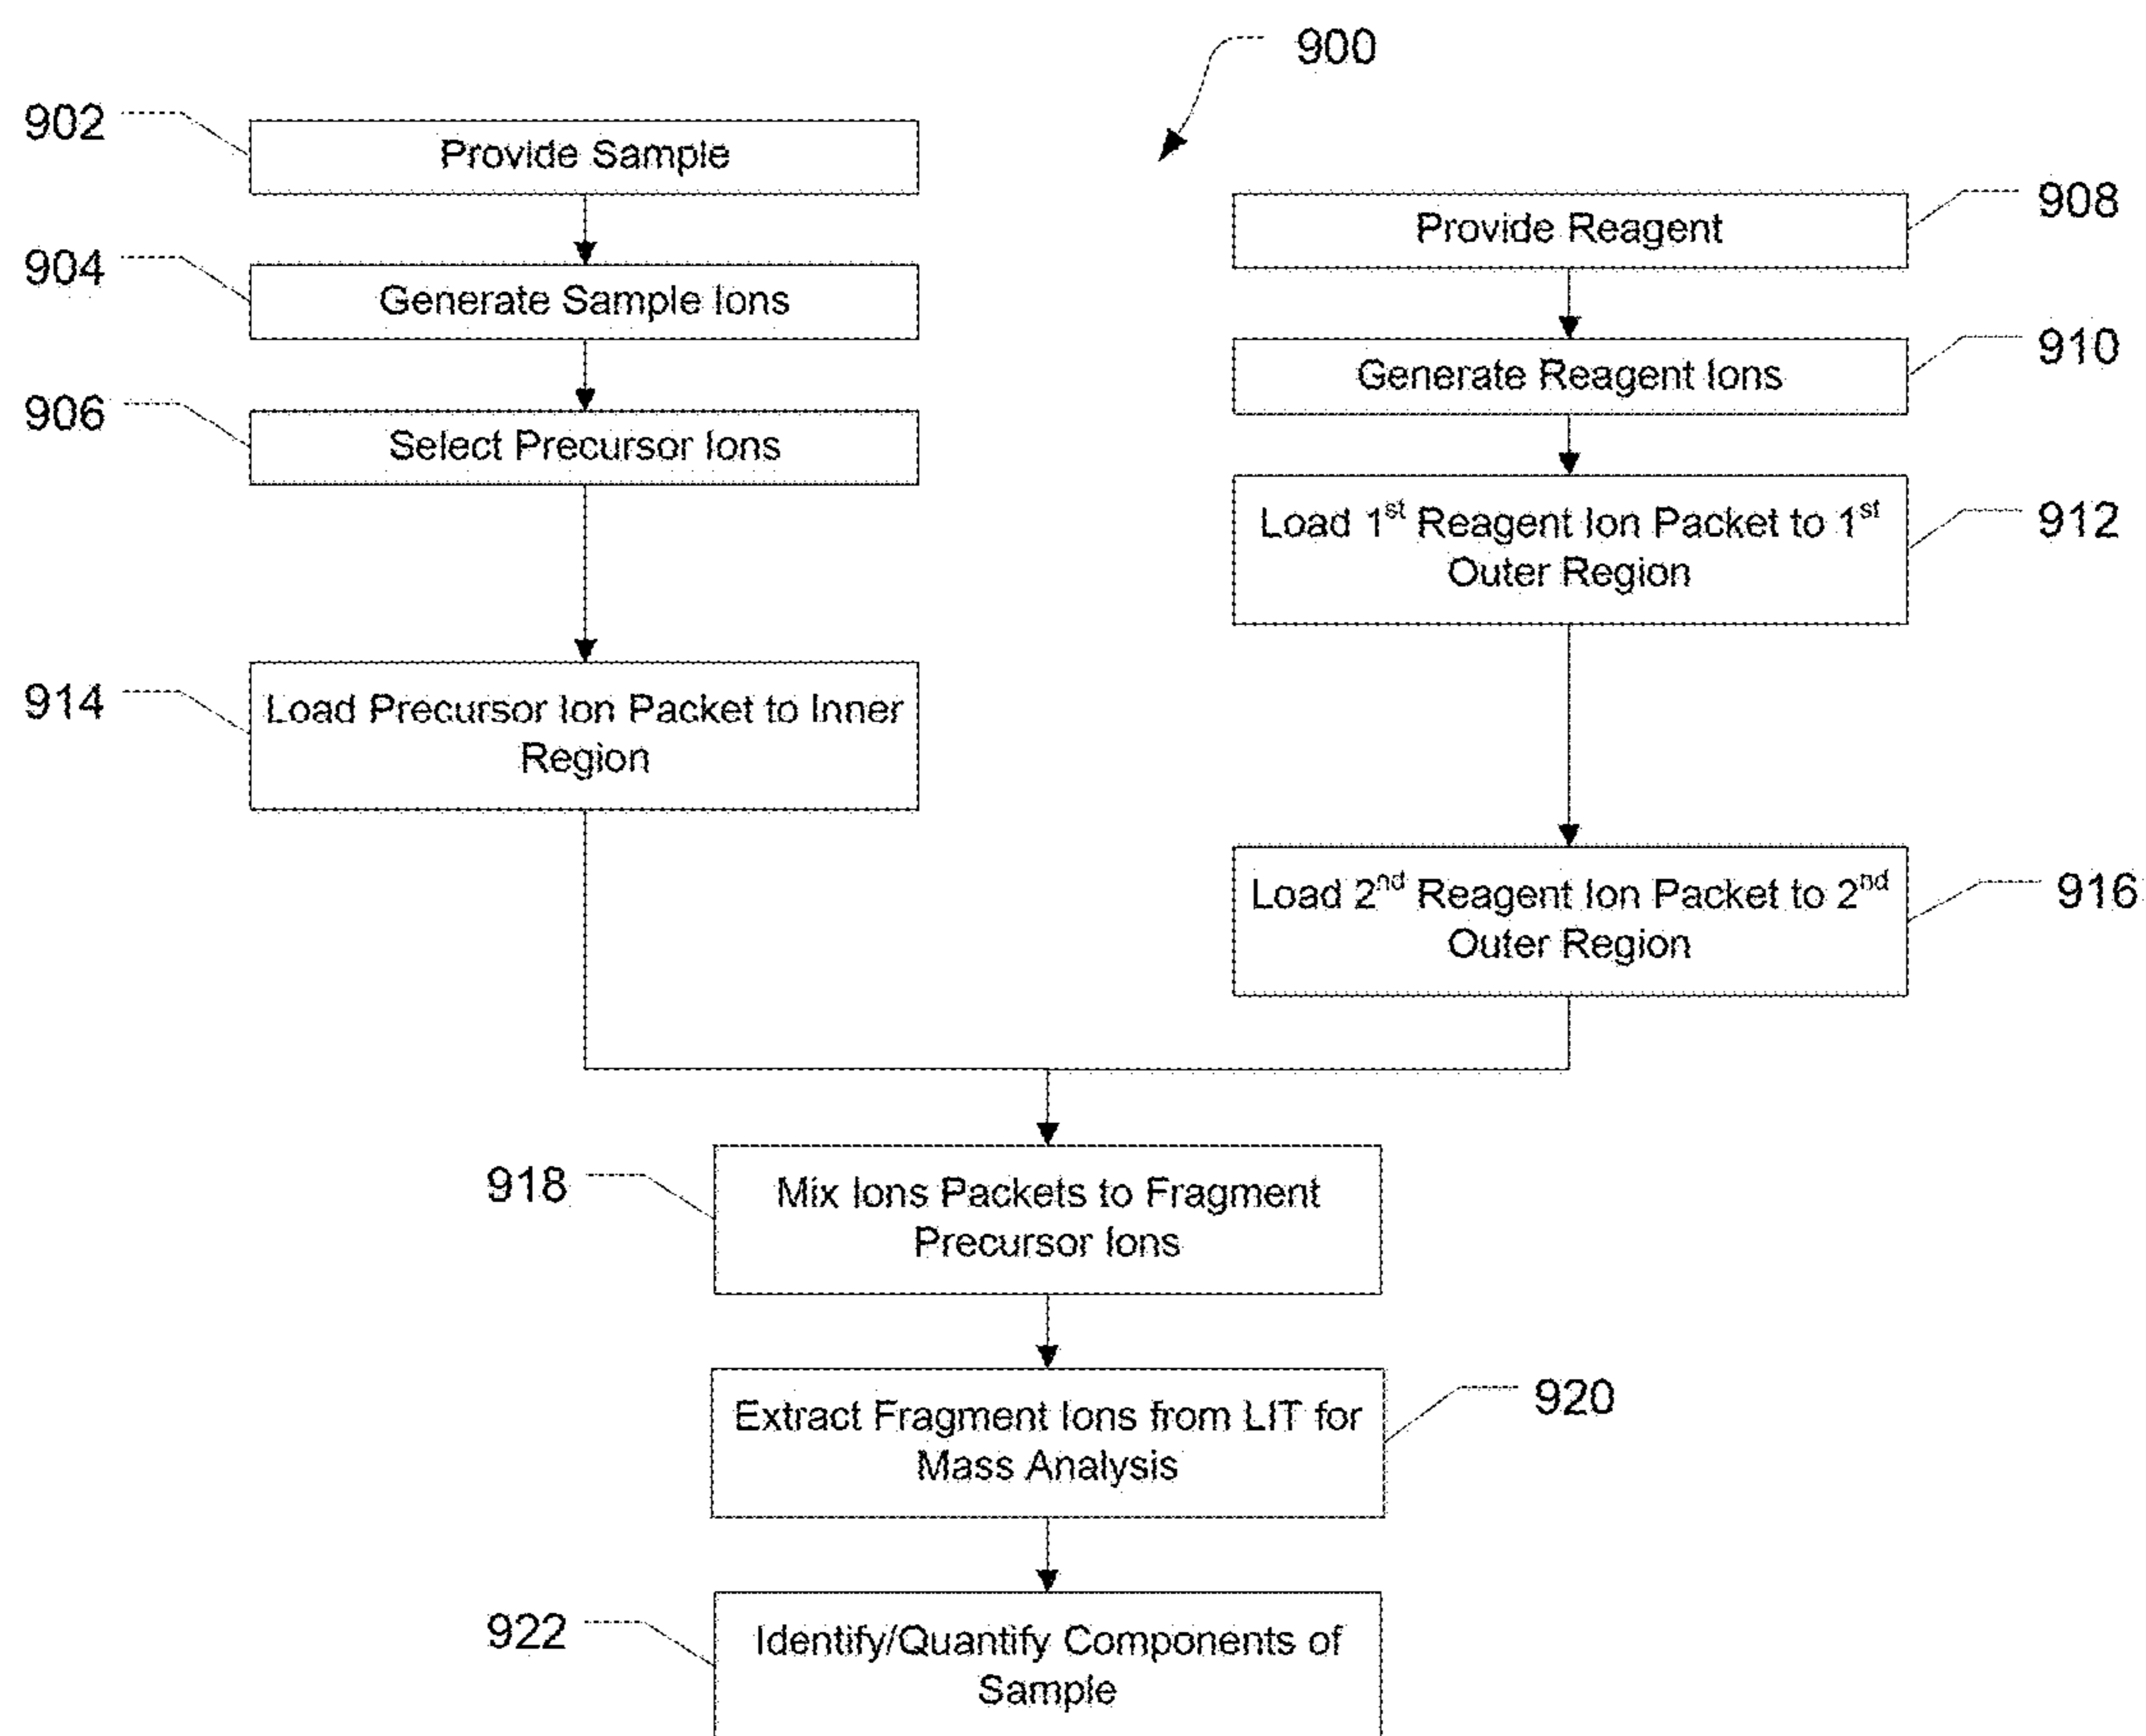 900
902
Provide Sample
908
Provide Reagent
904
Generate Sample Ions
910
Generate Reagent Ions
906
Select Precursor Ions
912
Load 1st Reagent Ion Packet to 1st
Outer Region
914
Load Precursor Ion Packet to Inner
Region
916
Load 2nd Reagent Ion Packet to 2nd
Outer Region
918
Mix Ions Packets to Fragment
Precursor Ions
920
Extract Fragment Ions from LIT for
Mass Analysis
922
Identify/Quantify Components of
Sample